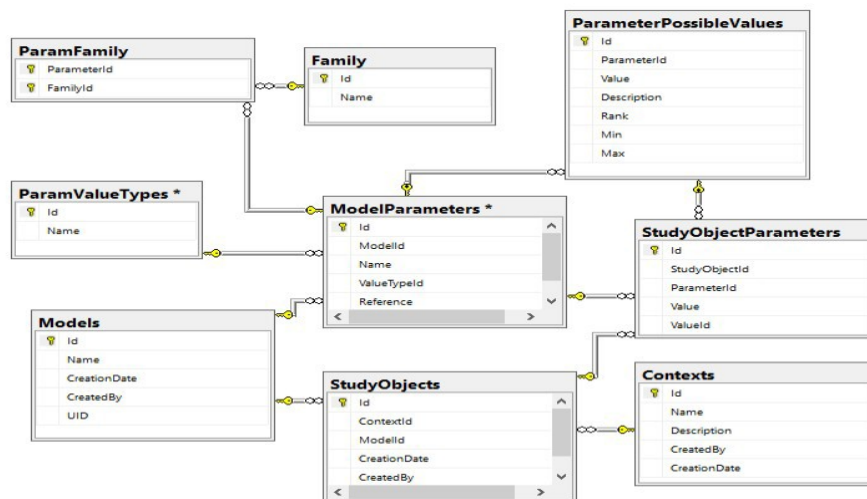 ParamFamily
ParameterId
FamilyId
Family
Id
Name
ParameterPossibleValues
Id
ParameterId
Value
Description
Rank
Min
Max
ParamValueTypes *
Id
Name
ModelParameters *
Id
ModelId
Name
ValueTypeId
Reference
StudyObjectParameters
Id
StudyObjectId
ParameterId
Value
ValueId
Models
Id
Name
CreationDate
CreatedBy
UID
StudyObjects
Id
ContextId
ModelId
CreationDate
CreatedBy
Contexts
Id
Name
Description
CreatedBy
CreationDate